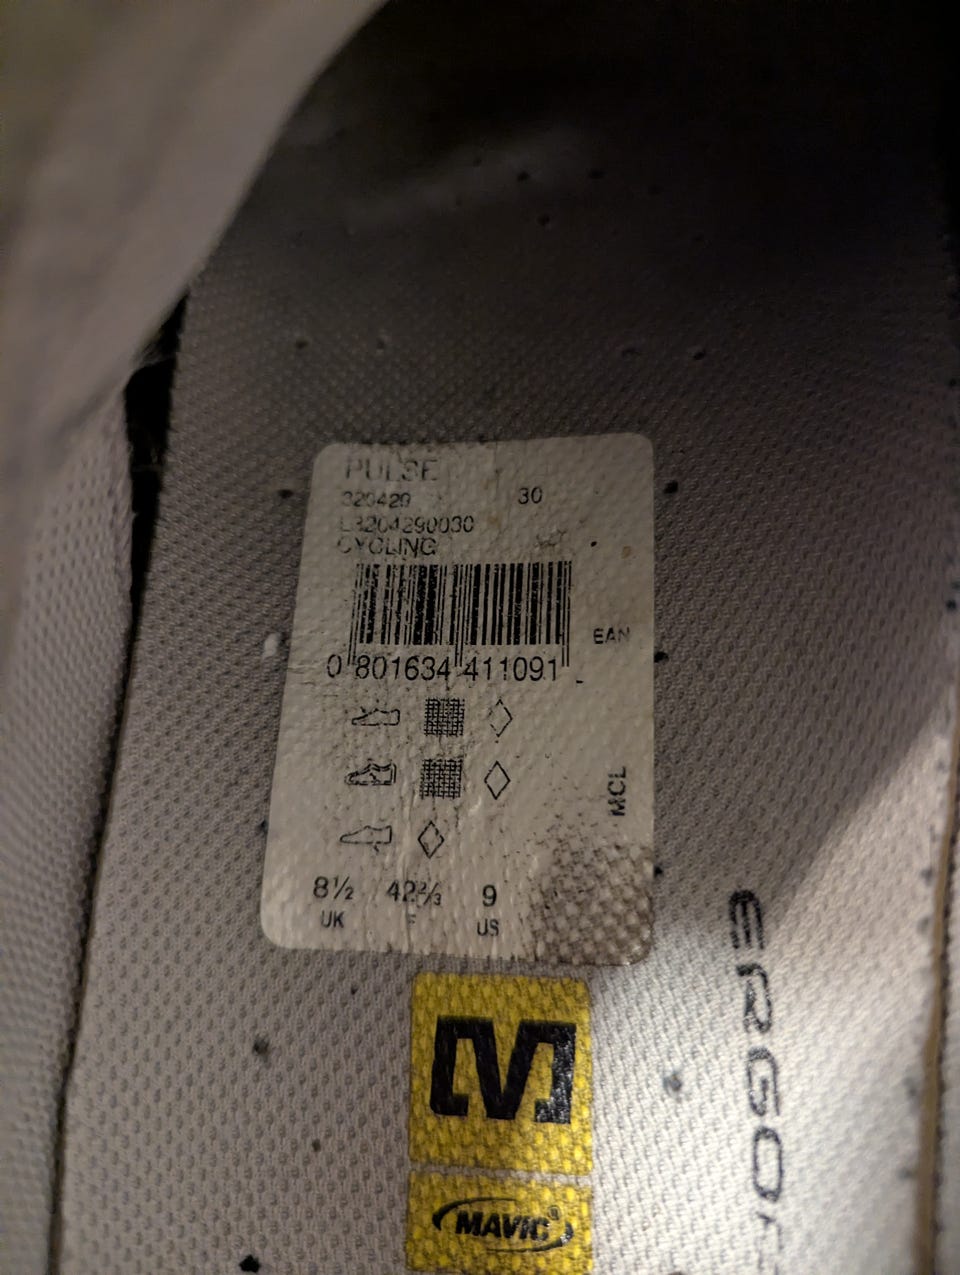 PULSE
320429 30
L3204290030
CYCLING
EAN
0 801634 411091
MCL
8½ 42⅔ 9
UK F US
MAVIC®